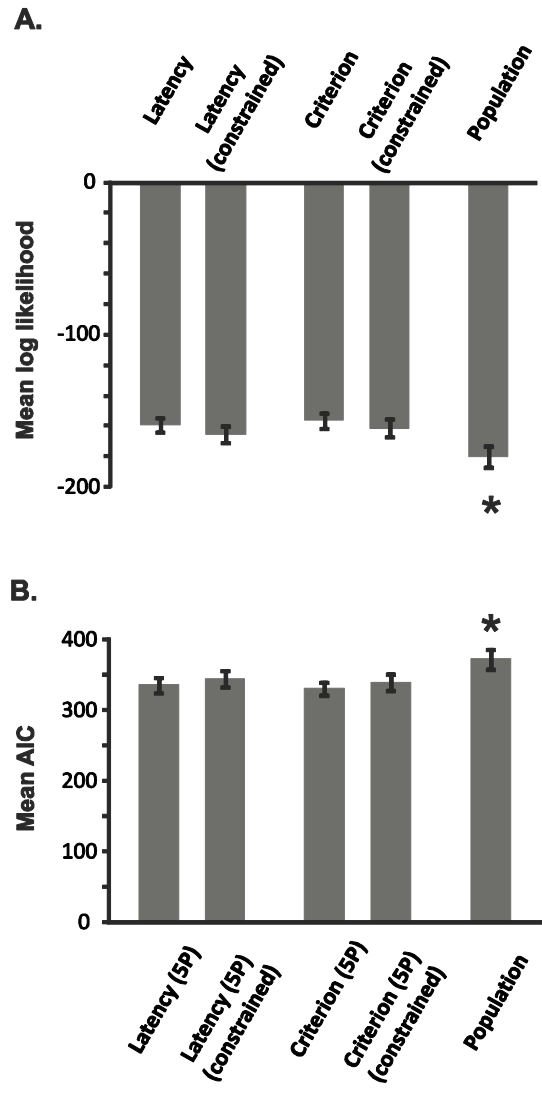 A.
Latency
Latency
(constrained)
Criterion
Criterion
(constrained)
Population
Mean log likelihood
0
-100
-200
*
B.
*
Mean AIC
400
300
200
100
0
Latency (5P)
Latency (5P)
(constrained)
Criterion (5P)
Criterion (5P)
(constrained)
Population